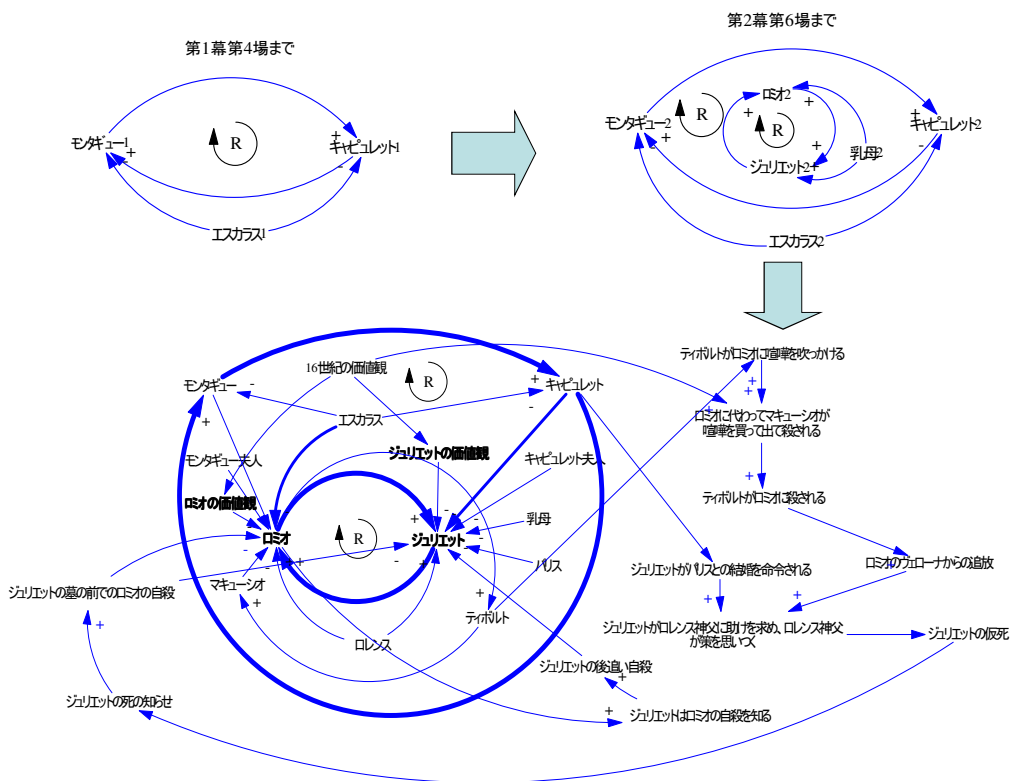 第1幕第4場まで
R
モンタギュー1
+
-
+
キャピュレット1
-
エスカラス1
第2幕第6場まで
ロミオ2
+
+
R
R
モンタギュー2
+
-
+
キャピュレット2
-
乳母2
+
ジュリエット2
+
エスカラス2
ティボルトがロミオに喧嘩を吹っかける
+
+
+
ロミオに代わってマキューシオが
喧嘩を買って出て殺される
+
ティボルトがロミオに殺される
16世紀の価値観
R
モンタギュー
-
+
+
キャピュレット
-
エスカラス
ジュリエットの価値観
モンタギュー夫人
キャピュレット夫人
ロミオの価値観
乳母
ロミオ
-
-
R
+
-
-
-
-
ジュリエット
+
-
+
パリス
ジュリエットがパリスとの結婚を命令される
+
ロミオのヴェローナからの追放
+
ジュリエットの墓の前でのロミオの自殺
マキューシオ
+
+
ティボルト
ジュリエットがロレンス神父に助けを求め、ロレンス神父
が策を思いつく
ジュリエットの仮死
+
ロレンス
ジュリエットの後追い自殺
+
ジュリエットの死の知らせ
+
ジュリエットはロミオの自殺を知る